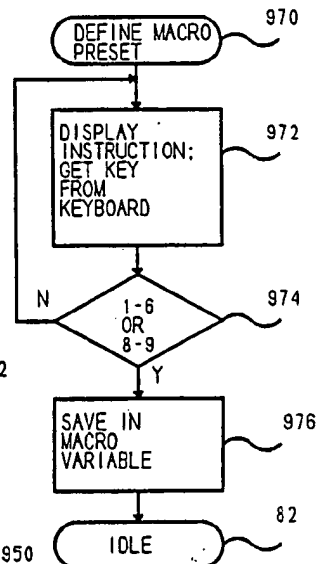 970
DEFINE MACRO
PRESET
972
DISPLAY
INSTRUCTION;
GET KEY
FROM
KEYBOARD
N
974
1-6
OR
8-9
2
Y
976
SAVE IN
MACRO
VARIABLE
82
950
IDLE